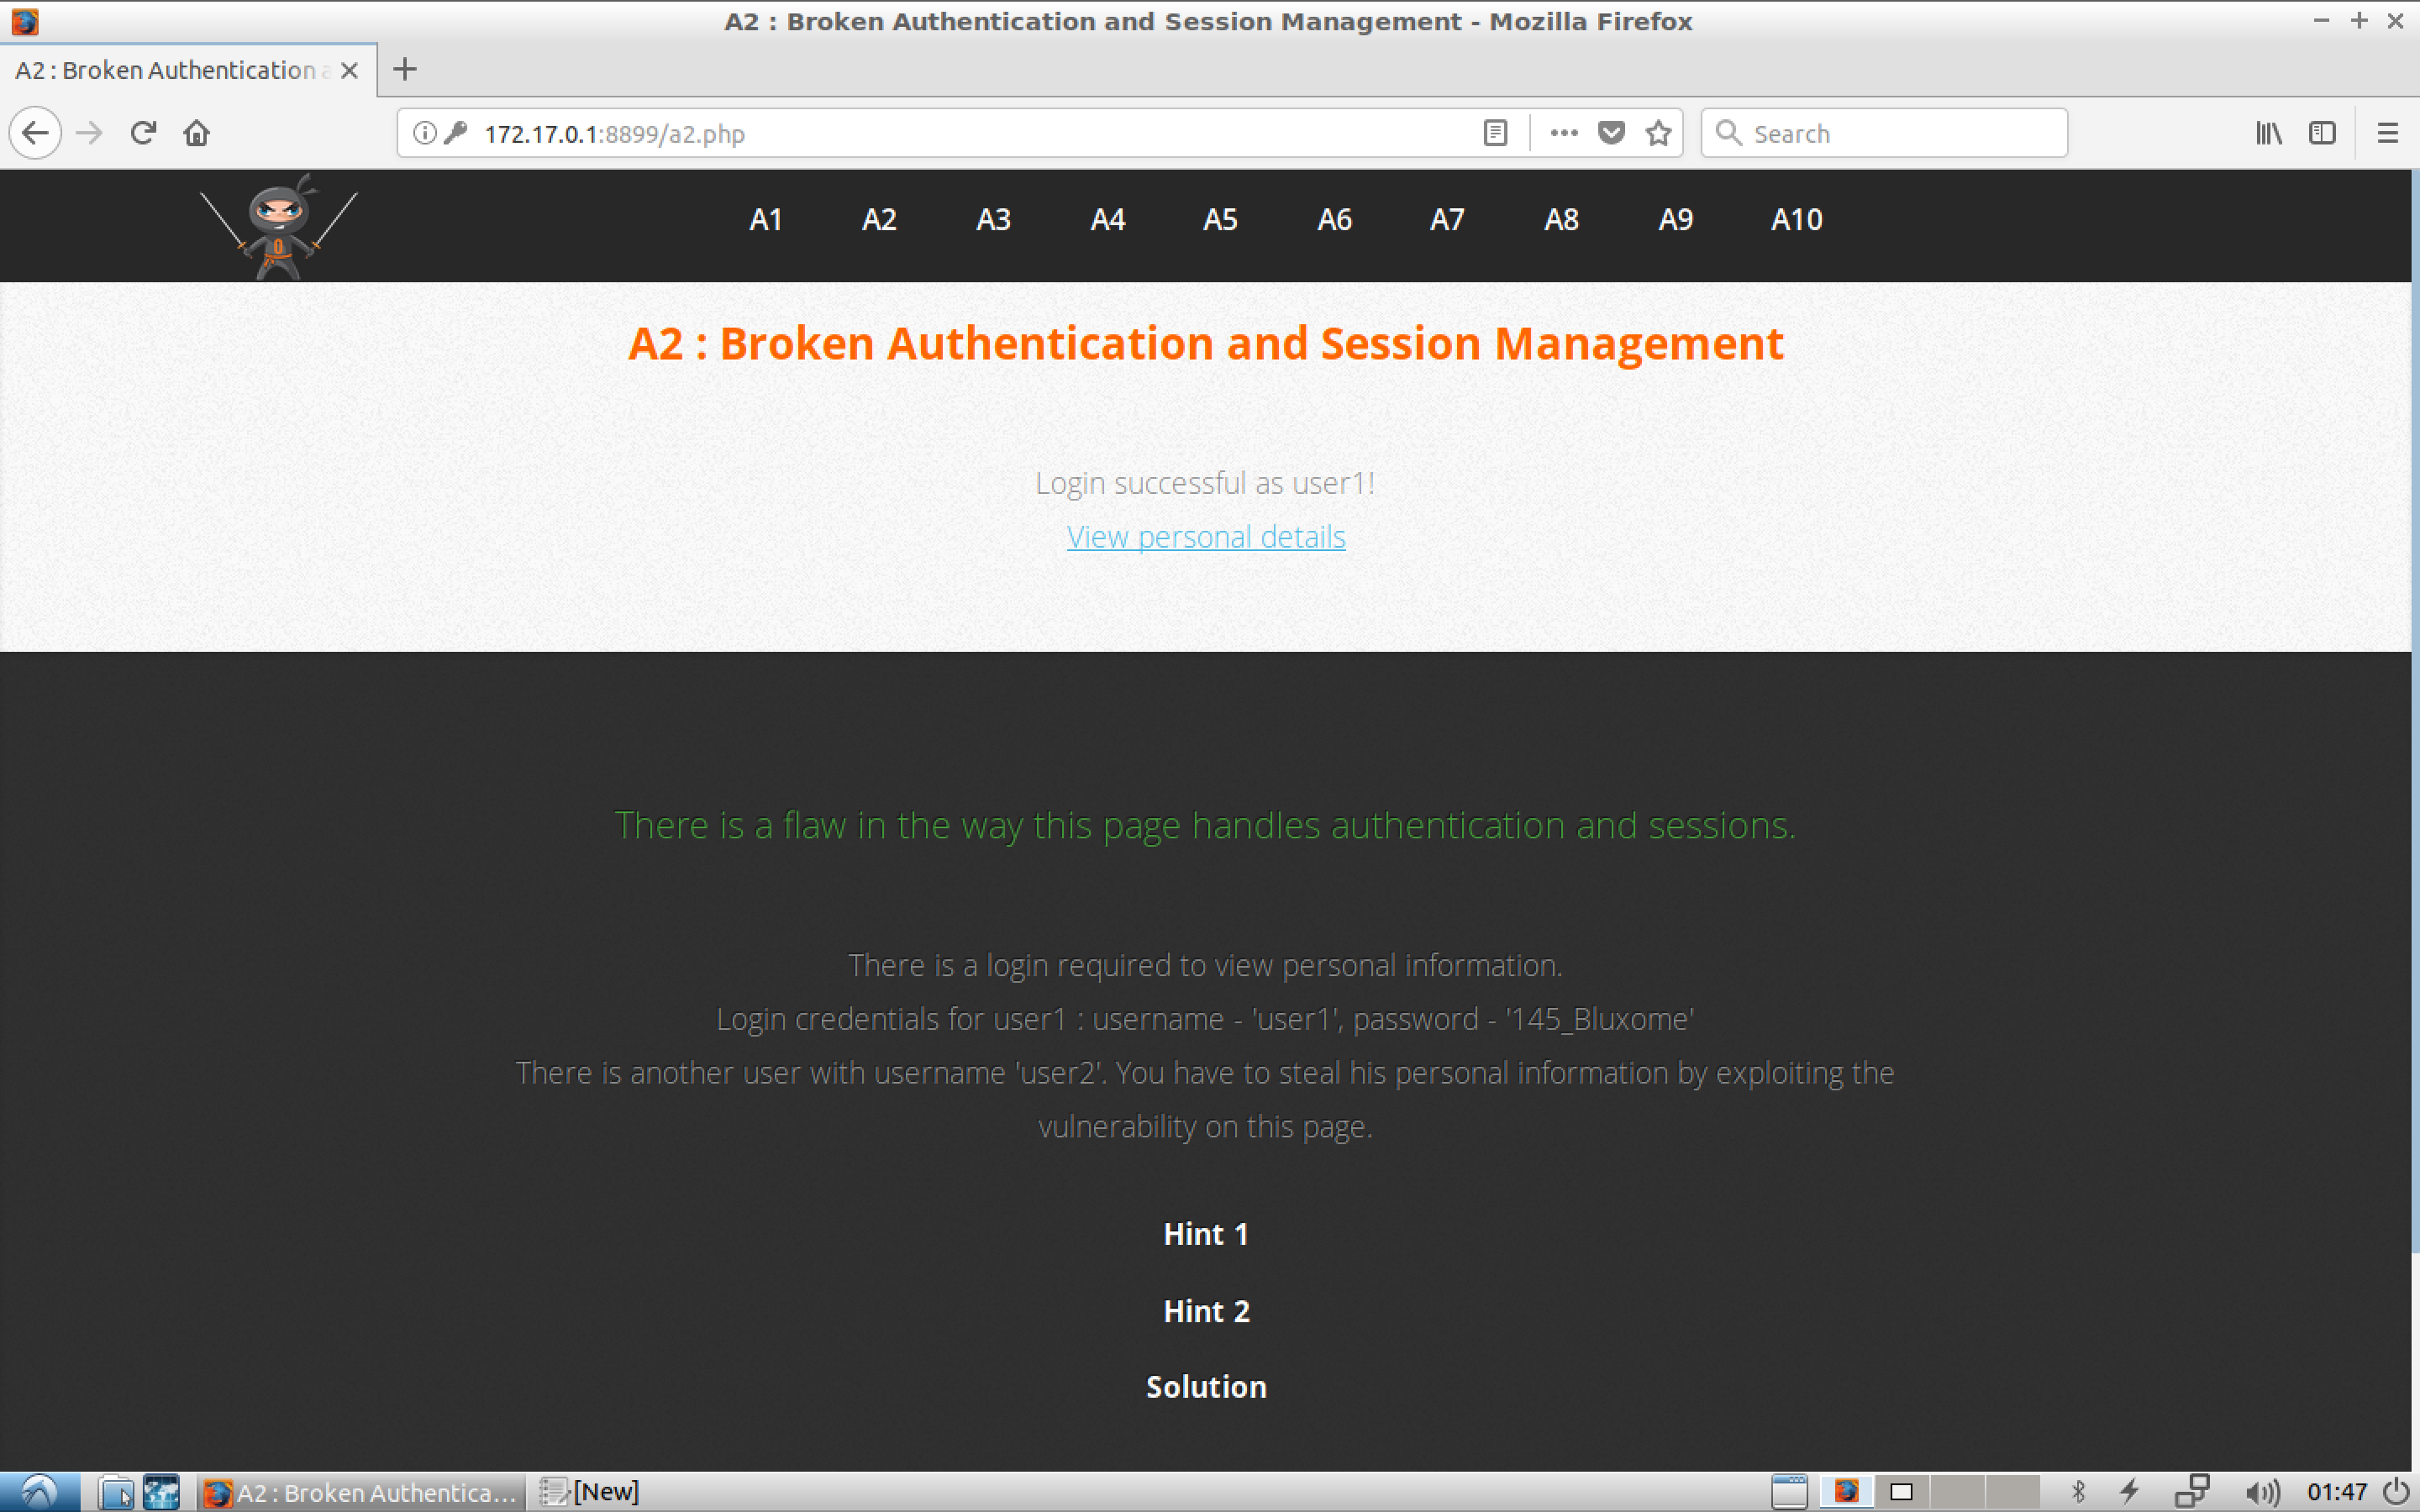 A2 : Broken Authentication and Session Management - Mozilla Firefox
A2 : Broken Authentication a
172.17.0.1:8899/a2.php
Search
A1 A2 A3 A4 A5 A6 A7 A8 A9 A10
A2 : Broken Authentication and Session Management
Login successful as user1!
View personal details
There is a flaw in the way this page handles authentication and sessions.
There is a login required to view personal information.
Login credentials for user1 : username - 'user1', password - '145_Bluxome'
There is another user with username 'user2'. You have to steal his personal information by exploiting the
vulnerability on this page.
Hint 1
Hint 2
Solution
A2 : Broken Authentica...
[New]
01:47